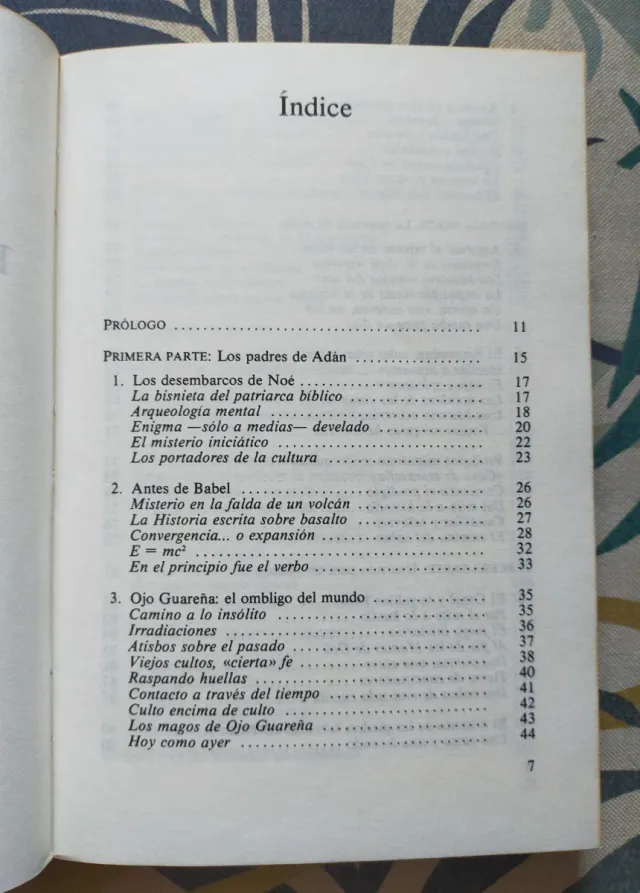 Índice
PRÓLOGO 11
PRIMERA PARTE: Los padres de Adán 15
1. Los desembarcos de Noé 17
La bisnieta del patriarca bíblico 17
Arqueología mental 18
Enigma —sólo a medias— develado 20
El misterio iniciático 22
Los portadores de la cultura 23
2. Antes de Babel 26
Misterio en la falda de un volcán 26
La Historia escrita sobre basalto 27
Convergencia... o expansión 28
E = mc² 32
En el principio fue el verbo 33
3. Ojo Guareña: el ombligo del mundo 35
Camino a lo insólito 35
Irradiaciones 36
Atisbos sobre el pasado 37
Viejos cultos, «cierta» fe 38
Raspando huellas 40
Contacto a través del tiempo 41
Culto encima de culto 42
Los magos de Ojo Guareña 43
Hoy como ayer 44
7